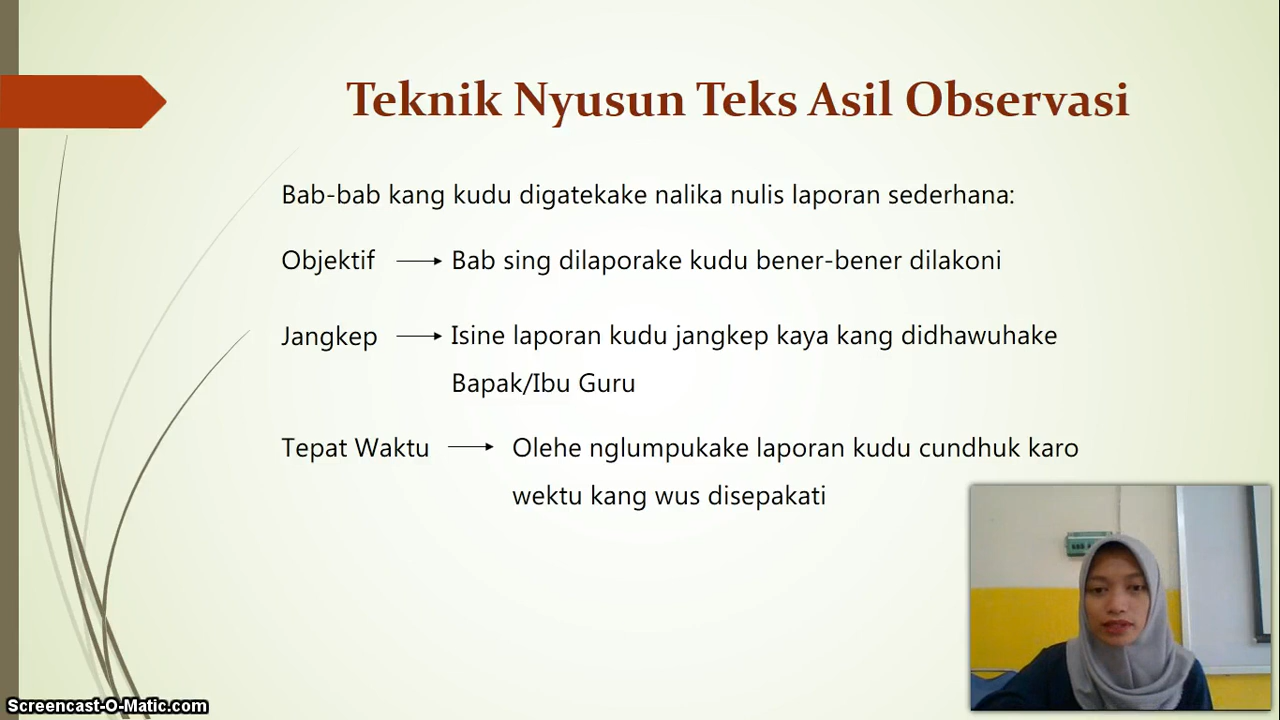 Teknik Nyusun Teks Asil Observasi
Bab-bab kang kudu digatekake nalika nulis laporan sederhana:
Objektif → Bab sing dilaporake kudu bener-bener dilakoni
Jangkep → Isine laporan kudu jangkep kaya kang didhawuhake
Bapak/Ibu Guru
Tepat Waktu → Olehe nglumpukake laporan kudu cundhuk karo
wektu kang wus disepakati
Screencast-O-Matic.com